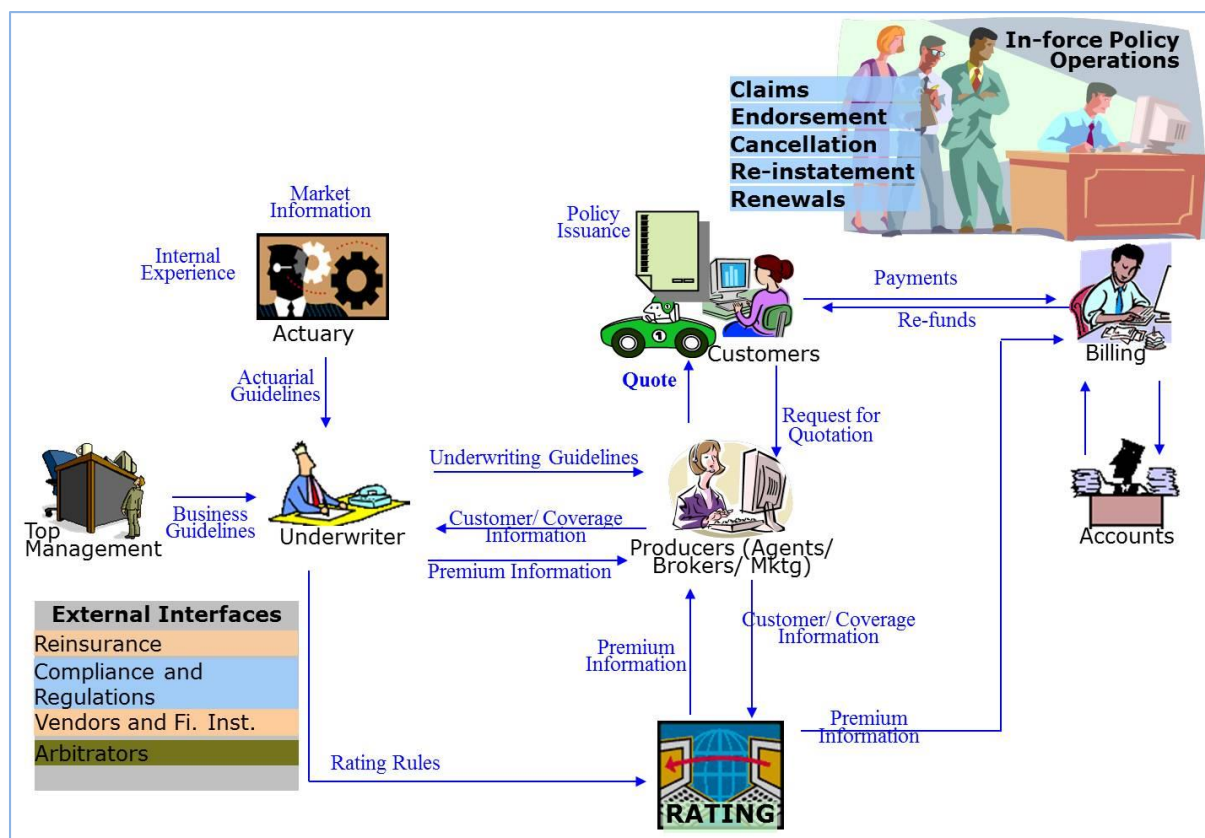 In-force Policy
Operations
Claims
Endorsement
Cancellation
Re-instatement
Renewals
Market
Information
Internal
Experience
Actuary
Policy
Issuance
Customers
Payments
Re-funds
Billing
Actuarial
Guidelines
Quote
Request for
Quotation
Top
Management
Business
Guidelines
Underwriter
Underwriting Guidelines
Customer/ Coverage
Information
Premium Information
Producers (Agents/
Brokers/ Mktg)
Accounts
External Interfaces
Reinsurance
Compliance and
Regulations
Vendors and Fi. Inst.
Arbitrators
Premium
Information
Customer/ Coverage
Information
Premium
Information
Rating Rules
RATING
1